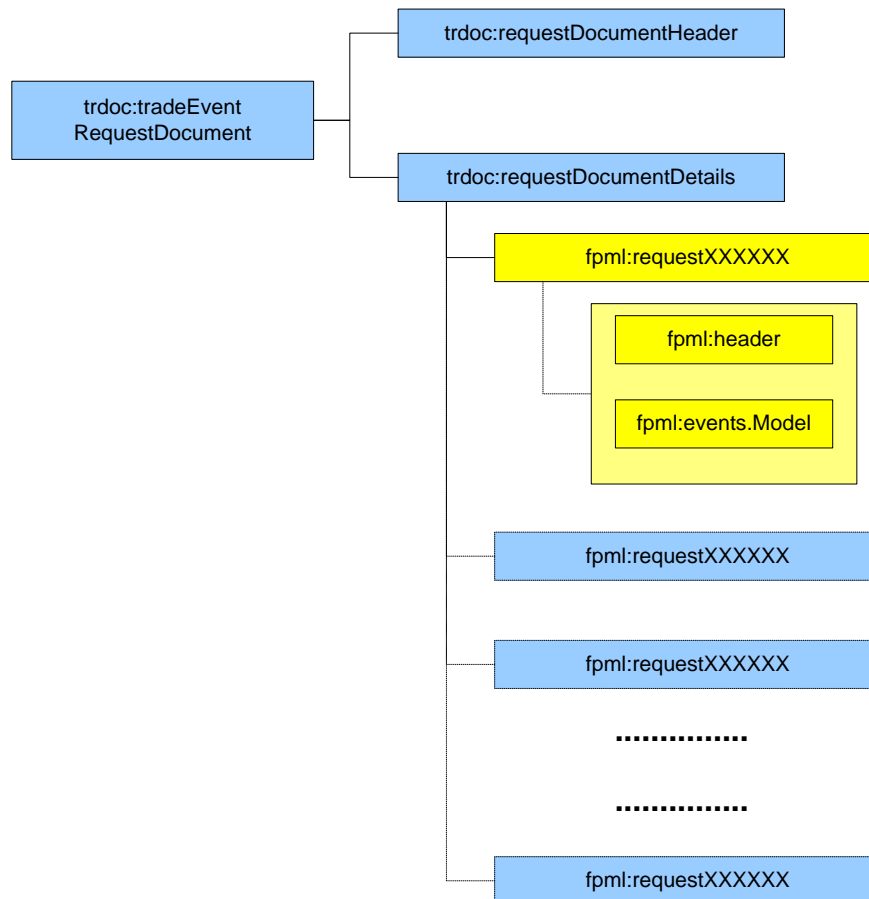 trdoc:requestDocumentHeader
trdoc:tradeEvent
RequestDocument
trdoc:requestDocumentDetails
fpml:requestXXXXXX
fpml:header
fpml:events.Model
fpml:requestXXXXXX
fpml:requestXXXXXX
...............
...............
fpml:requestXXXXXX